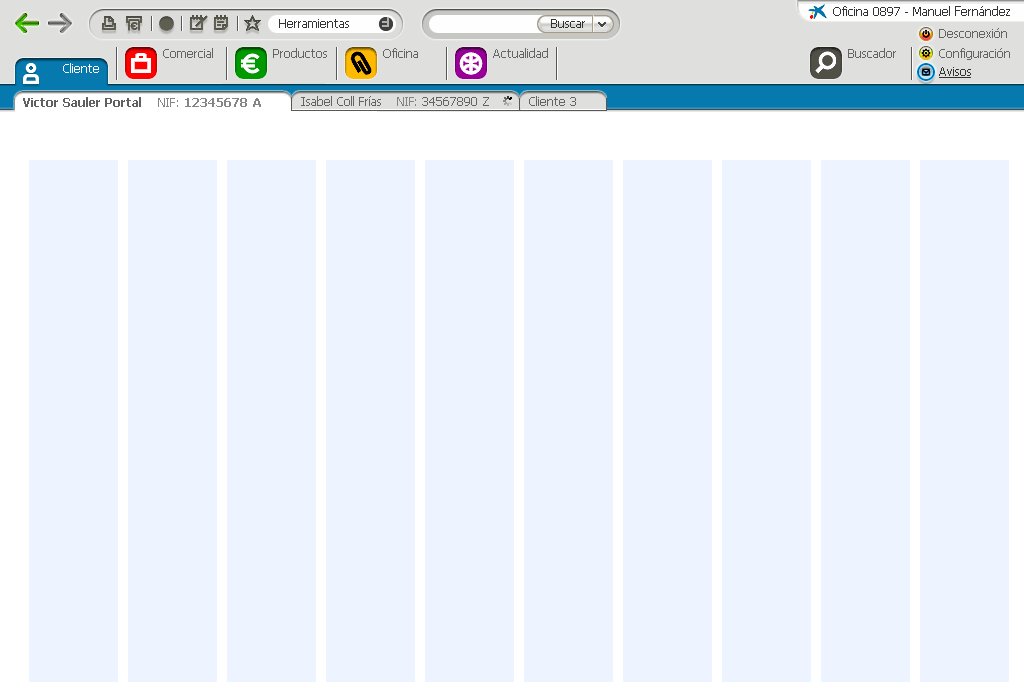 Herramientas
Buscar
Oficina 0897 - Manuel Fernández
Desconexión
Cliente
Comercial
Productos
Oficina
Actualidad
Buscador
Configuración
Avisos
Victor Sauler Portal NIF: 12345678 A
Isabel Coll Frías NIF: 34567890 Z
Cliente 3